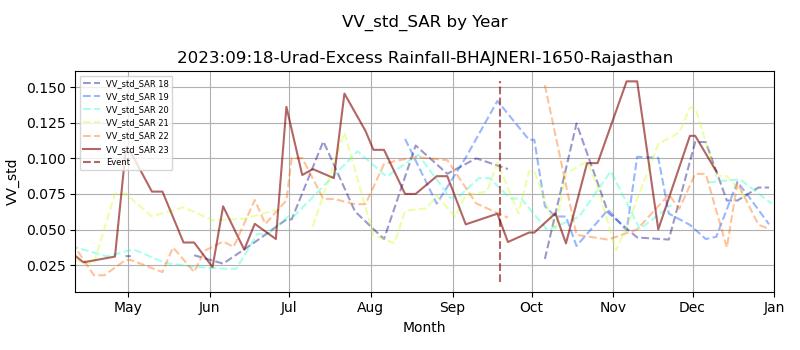 VV_std_SAR by Year
2023:09:18-Urad-Excess Rainfall-BHAJNERI-1650-Rajasthan
VV_std
0.150
0.125
0.100
0.075
0.050
0.025
VV_std_SAR 18
VV_std_SAR 19
VV_std_SAR 20
VV_std_SAR 21
VV_std_SAR 22
VV_std_SAR 23
Event
May Jun Jul Aug Sep Oct Nov Dec Jan
Month